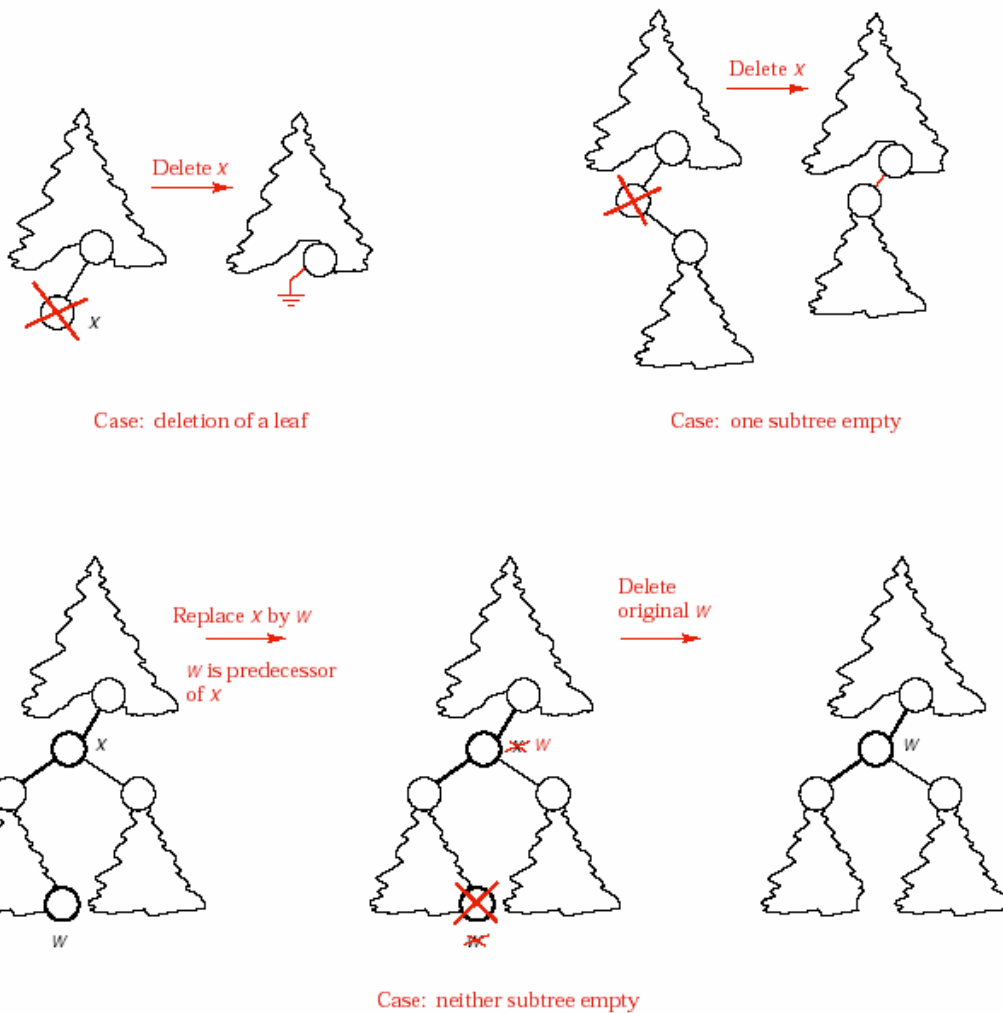 Delete x
Delete x
x
Case: deletion of a leaf
Case: one subtree empty
Replace x by w
w is predecessor
of x
Delete
original w
x
x w
w
w
w
Case: neither subtree empty